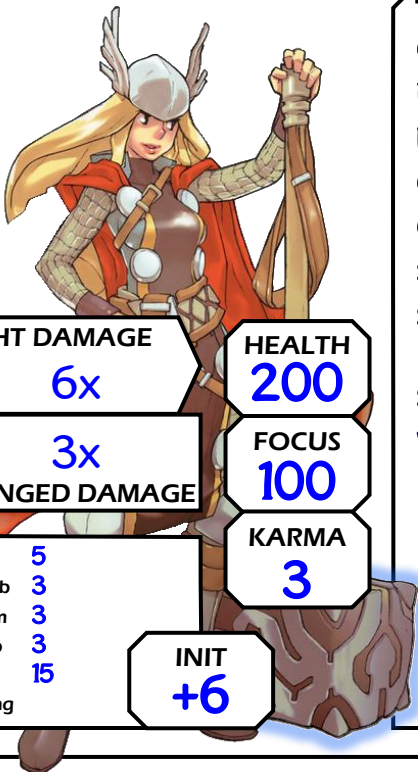 HT DAMAGE
6x
3x
NGED DAMAGE
HEALTH
200
FOCUS
100
KARMA
3
5
b 3
m 3
3
15
ng
INIT
+6